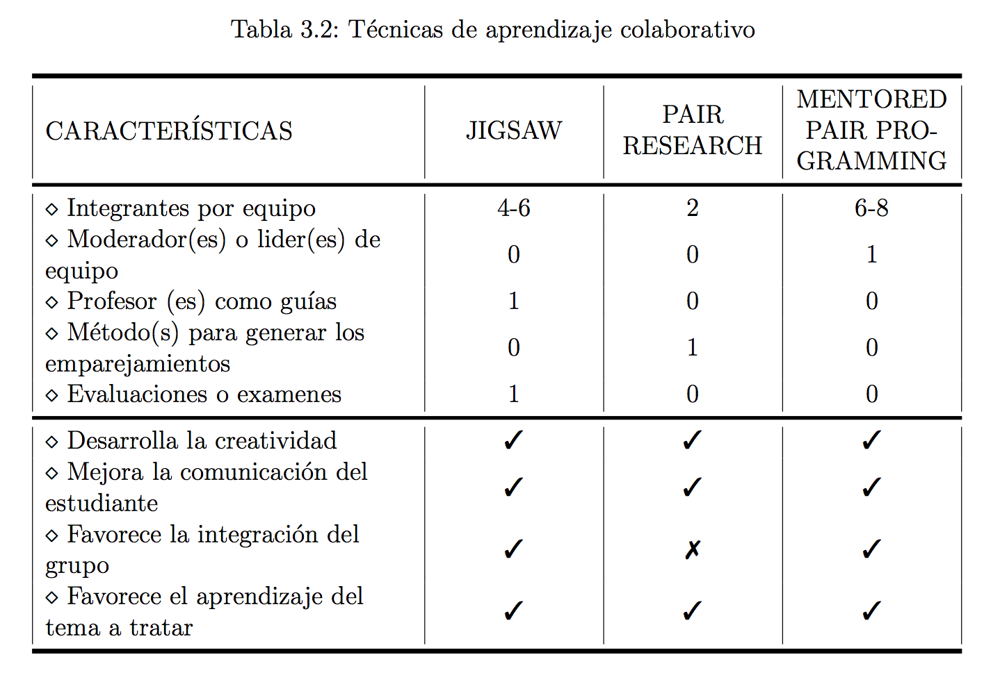 Tabla 3.2: Técnicas de aprendizaje colaborativo
CARACTERÍSTICAS JIGSAW PAIR RESEARCH MENTORED PAIR PRO-GRAMMING
⋄ Integrantes por equipo 4-6 2 6-8
⋄ Moderador(es) o lider(es) de
equipo 0 0 1
⋄ Profesor (es) como guías 1 0 0
⋄ Método(s) para generar los
emparejamientos 0 1 0
⋄ Evaluaciones o examenes 1 0 0
⋄ Desarrolla la creatividad ✓ ✓ ✓
⋄ Mejora la comunicación del
estudiante ✓ ✓ ✓
⋄ Favorece la integración del
grupo ✓ ✗ ✓
⋄ Favorece el aprendizaje del
tema a tratar ✓ ✓ ✓